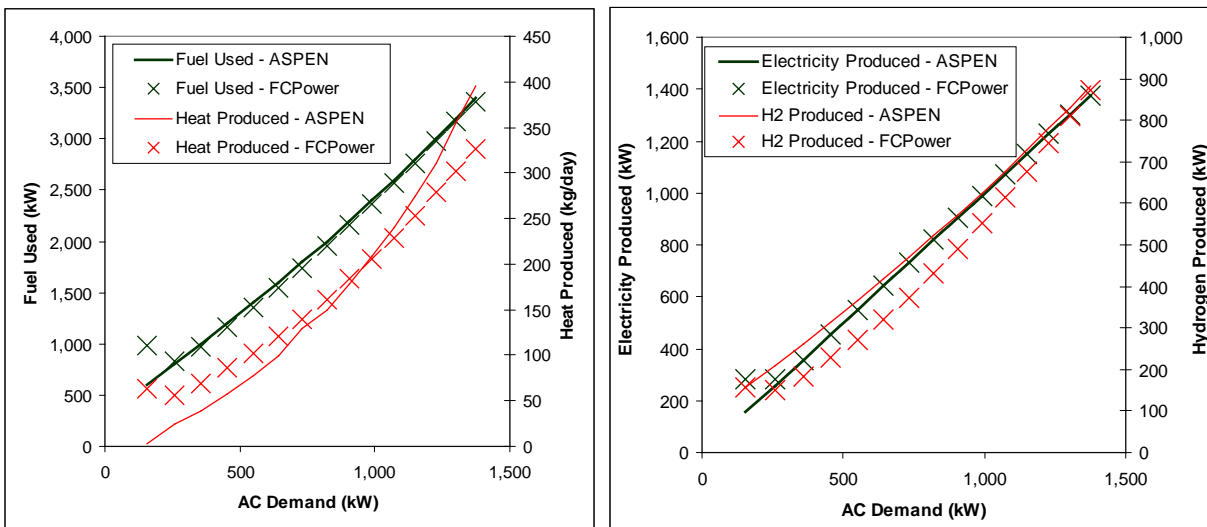 4,000
3,500
3,000
2,500
2,000
1,500
1,000
500
0
Fuel Used (kW)
Fuel Used - ASPEN
Fuel Used - FCPower
Heat Produced - ASPEN
Heat Produced - FCPower
450
400
350
300
250
200
150
100
50
0
Heat Produced (kg/day)
0 500 1,000 1,500
AC Demand (kW)
1,600
1,400
1,200
1,000
800
600
400
200
0
Electricity Produced (kW)
Electricity Produced - ASPEN
Electricity Produced - FCPower
H2 Produced - ASPEN
H2 Produced - FCPower
1,000
900
800
700
600
500
400
300
200
100
0
Hydrogen Produced (kW)
0 500 1,000 1,500
AC Demand (kW)